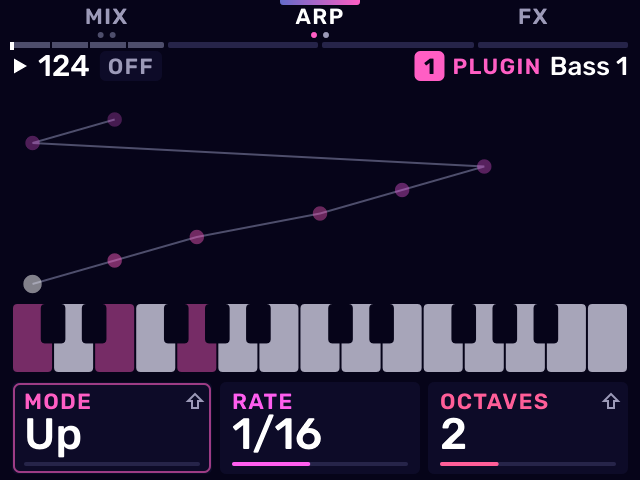 MIX ARP FX
124 OFF 1 PLUGIN Bass 1
MODE RATE OCTAVES
Up 1/16 2